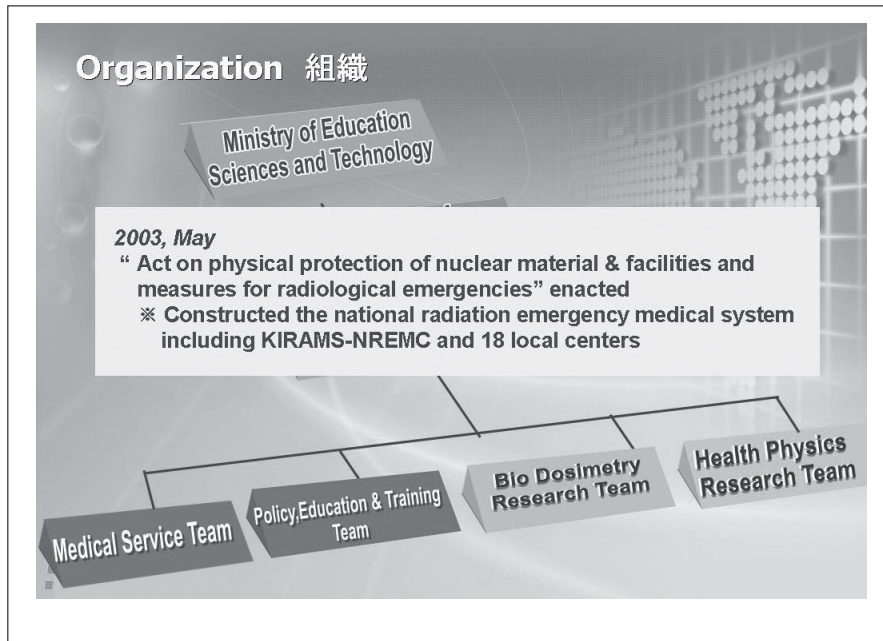 Organization 組織
Ministry of Education
Sciences and Technology
2003, May
“ Act on physical protection of nuclear material & facilities and
measures for radiological emergencies” enacted
※ Constructed the national radiation emergency medical system
including KIRAMS-NREMC and 18 local centers
Medical Service Team
Policy,Education & Training
Team
Bio Dosimetry
Research Team
Health Physics
Research Team